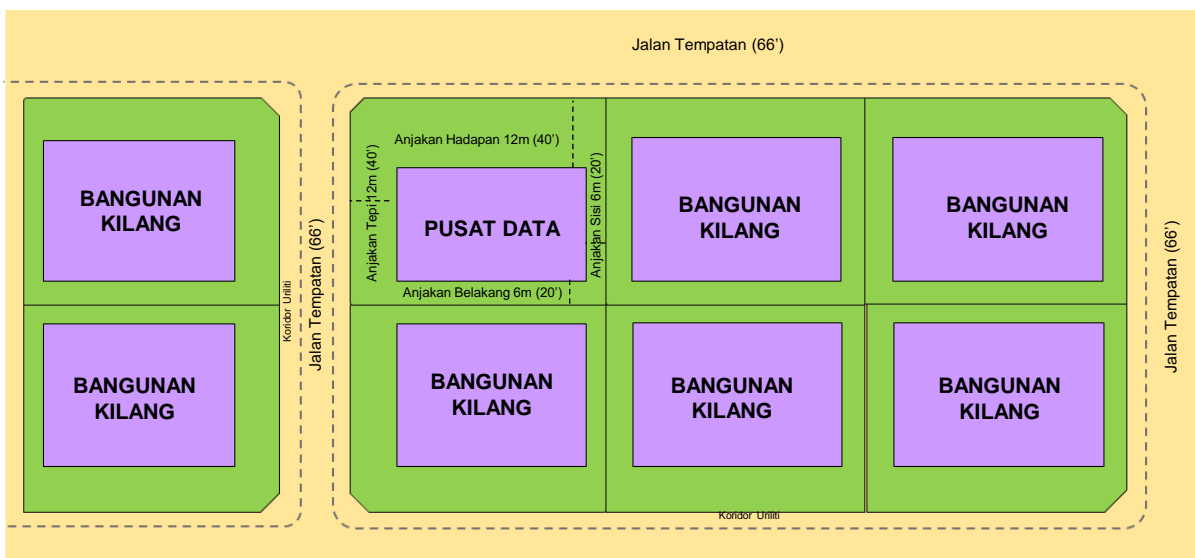 Jalan Tempatan (66')
Anjakan Hadapan 12m (40')
Anjakan Tepi 12m (40')
Anjakan Sisi 6m (20')
BANGUNAN
KILANG
PUSAT DATA
BANGUNAN
KILANG
BANGUNAN
KILANG
Anjakan Belakang 6m (20')
Koridor Uriliti
Jalan Tempatan (66')
Jalan Tempatan (66')
BANGUNAN
KILANG
BANGUNAN
KILANG
BANGUNAN
KILANG
BANGUNAN
KILANG
Koridor Uriliti